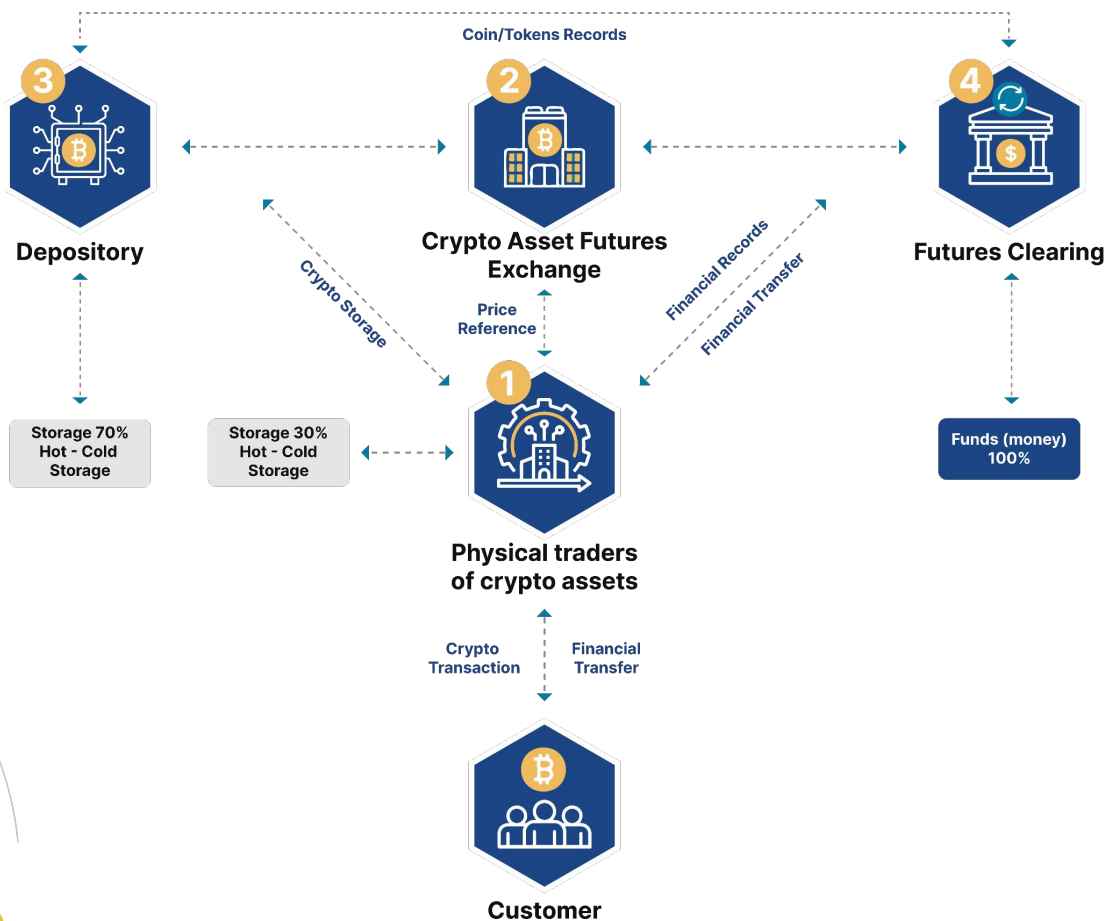 Coin/Tokens Records
3
2
4
$
Depository
Crypto Asset Futures
Exchange
Futures Clearing
Crypto Storage
Price
Reference
Financial Records
Financial Transfer
1
Storage 70%
Hot - Cold
Storage
Storage 30%
Hot - Cold
Storage
Funds (money)
100%
Physical traders
of crypto assets
Crypto
Transaction
Financial
Transfer
Customer